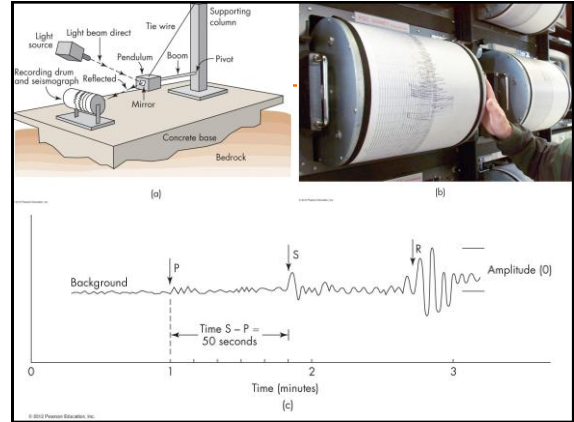 Supporting
column
Tie wire
Light beam direct
Light
source
Pendulum
Boom
Pivot
Recording drum
and seismograph
Reflected
Mirror
Concrete base
Bedrock
(a)
(b)
P
S
R
Background
Amplitude (0)
Time S – P =
50 seconds
0
1
2
3
Time (minutes)
(c)
© 2012 Pearson Education, Inc.